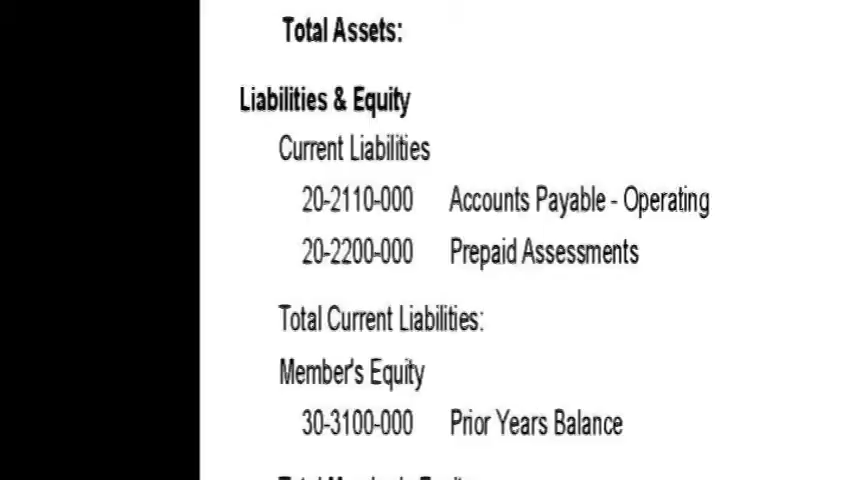 Total Assets:
Liabilities & Equity
Current Liabilities
20-2110-000 Accounts Payable - Operating
20-2200-000 Prepaid Assessments
Total Current Liabilities:
Member's Equity
30-3100-000 Prior Years Balance